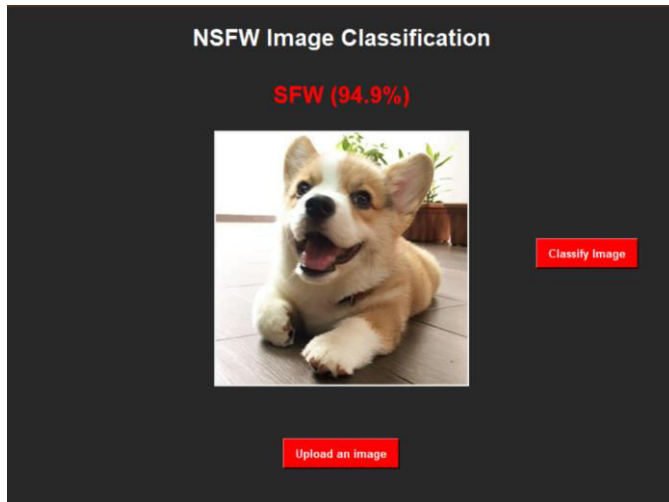 NSFW Image Classification
SFW (94.9%)
Classify Image
Upload an image